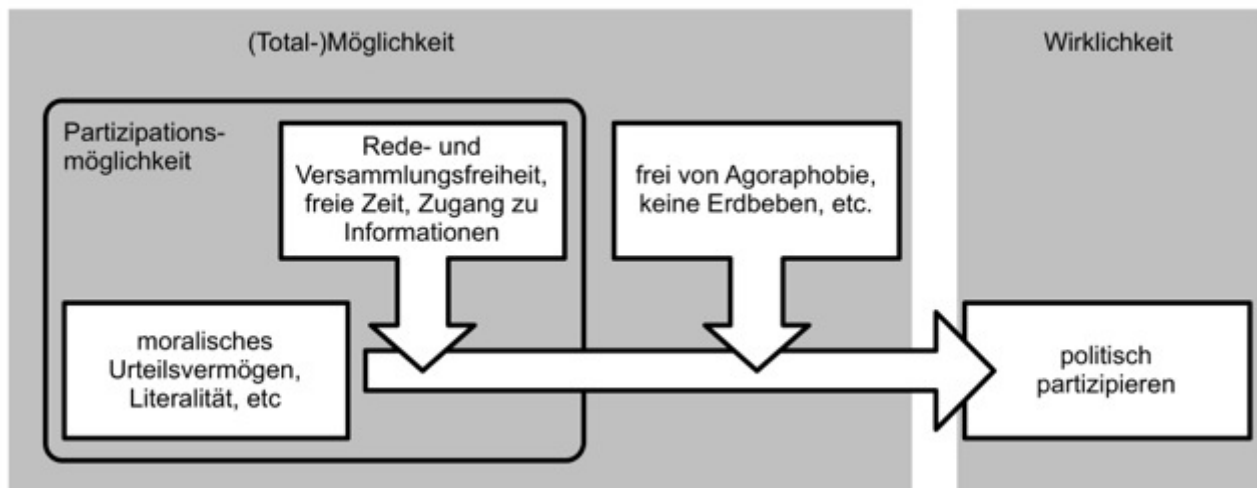 (Total-)Möglichkeit
Wirklichkeit
Partizipations-
möglichkeit
Rede- und
Versammlungsfreiheit,
freie Zeit, Zugang zu
Informationen
frei von Agoraphobie,
keine Erdbeben, etc.
moralisches
Urteilsvermögen,
Literalität, etc
politisch
partizipieren